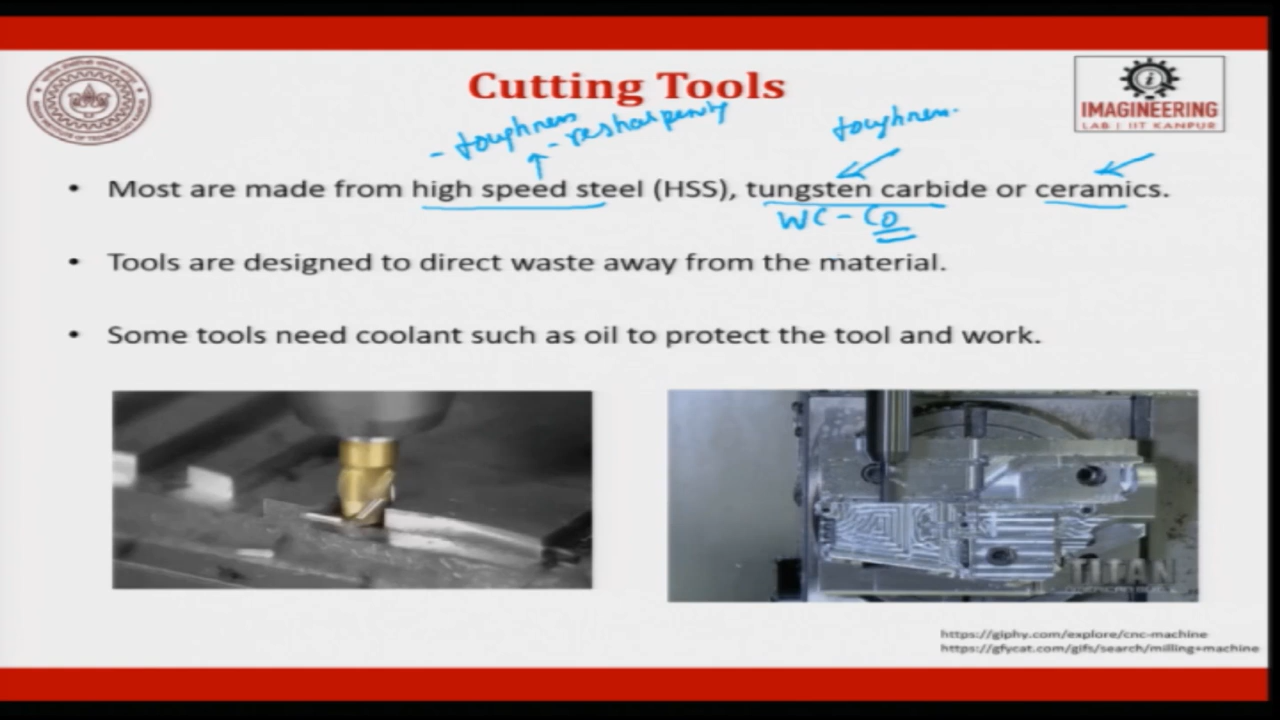 Cutting Tools
IMAGINEERING
LAB | IIT KANPUR
- toughness
- resharpenity
toughness.
• Most are made from high speed steel (HSS), tungsten carbide or ceramics.
WC - Co
• Tools are designed to direct waste away from the material.
• Some tools need coolant such as oil to protect the tool and work.
TITAN
https://giphy.com/explore/cnc-machine
https://gfycat.com/gifs/search/milling+machine